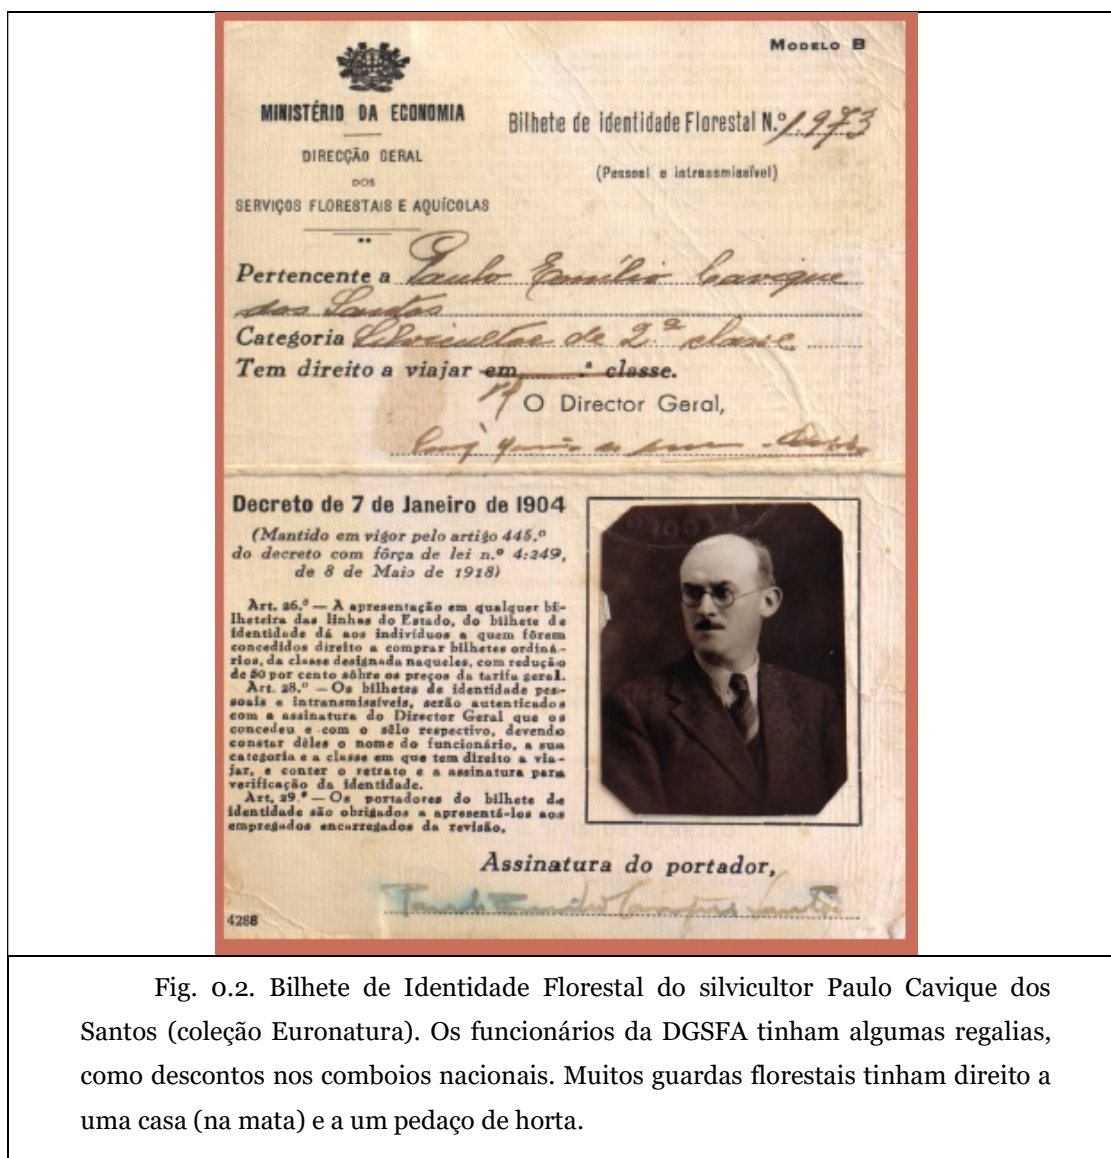 MODELO B
MINISTÉRIO DA ECONOMIA
DIRECÇÃO GERAL
DOS
SERVIÇOS FLORESTAIS E AQUÍCOLAS
Bilhete de identidade Florestal N.º 1.973
(Pessoal e intransmissível)
Pertencente a Paulo Emílio Cavique
dos Santos
Categoria Silvicultor de 2.ª classe
Tem direito a viajar em ª classe.
O Director Geral,
Decreto de 7 de Janeiro de 1904
(Mantido em vigor pelo artigo 445.º
do decreto com fôrça de lei n.º 4:249,
de 8 de Maio de 1918)
Art. 26.º — A apresentação em qualquer bi-
lheteira das linhas do Estado, do bilhete de
identidade dá aos indivíduos a quem fôrem
concedidos direito a comprar bilhetes ordiná-
rios, da classe designada naqueles, com redução
de 50 por cento sôbre os preços da tarifa geral.
Art. 28.º — Os bilhetes de identidade pes-
soais e intransmissíveis, serão autenticados
com a assinatura do Director Geral que os
concedeu e com o sêlo respectivo, devendo
constar dêles o nome do funcionário, a sua
categoria e a classe em que tem direito a via-
jar, e conter o retrato e a assinatura para
verificação da identidade.
Art. 29.º — Os portadores do bilhete de
identidade são obrigados a apresentá-los aos
empregados encarregados da revisão.
Assinatura do portador,
Paulo Emilio Cavique Santos
4288
Fig. 0.2. Bilhete de Identidade Florestal do silvicultor Paulo Cavique dos
Santos (coleção Euronatura). Os funcionários da DGSFA tinham algumas regalias,
como descontos nos comboios nacionais. Muitos guardas florestais tinham direito a
uma casa (na mata) e a um pedaço de horta.